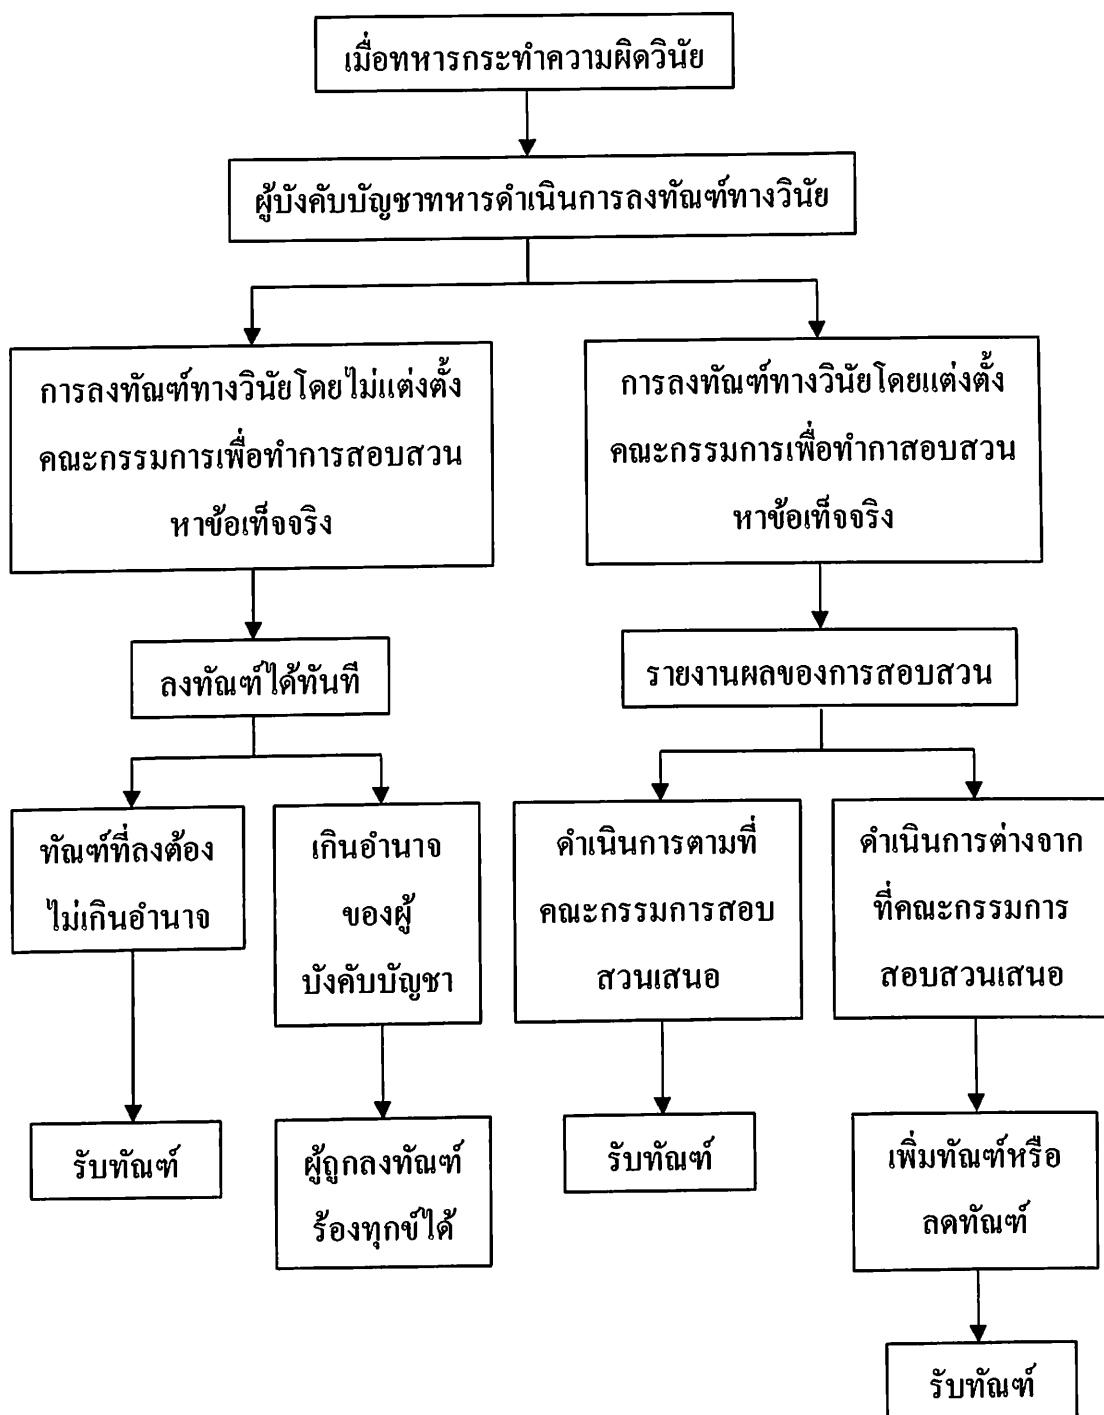 เมื่อทหารกระทำความผิดวินัย
ผู้บังคับบัญชาทหารดำเนินการลงทัณฑ์ทางวินัย
การลงทัณฑ์ทางวินัยโดยไม่แต่งตั้ง
คณะกรรมการเพื่อทำการสอบสวน
หาข้อเท็จจริง
การลงทัณฑ์ทางวินัยโดยแต่งตั้ง
คณะกรรมการเพื่อทำกาสอบสวน
หาข้อเท็จจริง
ลงทัณฑ์ได้ทันที
รายงานผลของการสอบสวน
ทัณฑ์ที่ลงต้อง
ไม่เกินอำนาจ
เกินอำนาจ
ของผู้
บังคับบัญชา
ดำเนินการตามที่
คณะกรรมการสอบ
สวนเสนอ
ดำเนินการต่างจาก
ที่คณะกรรมการ
สอบสวนเสนอ
รับทัณฑ์
ผู้ถูกลงทัณฑ์
ร้องทุกข์ได้
รับทัณฑ์
เพิ่มทัณฑ์หรือ
ลดทัณฑ์
รับทัณฑ์